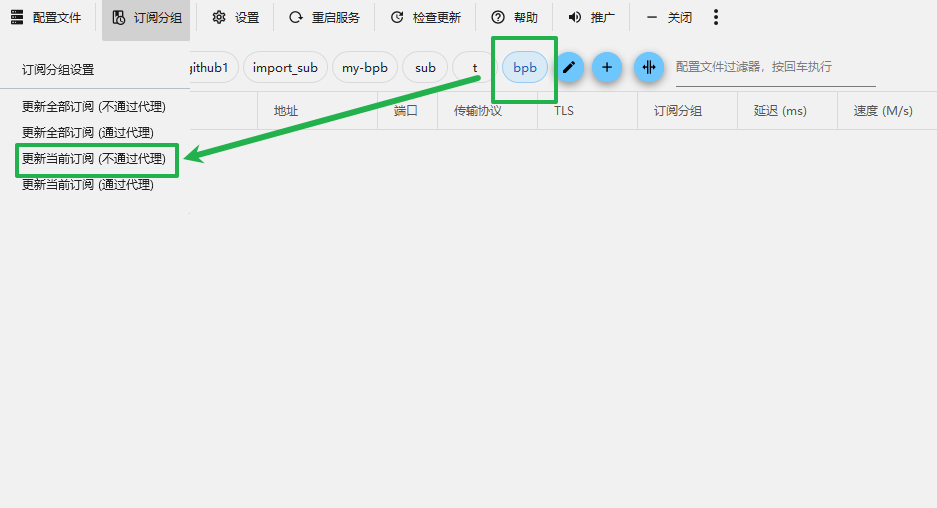 配置文件 订阅分组 设置 重启服务 检查更新 帮助 推广 关闭
订阅分组设置
更新全部订阅 (不通过代理)
更新全部订阅 (通过代理)
更新当前订阅 (不通过代理)
更新当前订阅 (通过代理)
github1 import_sub my-bpb sub t bpb 配置文件过滤器，按回车执行
地址 端口 传输协议 TLS 订阅分组 延迟 (ms) 速度 (M/s)